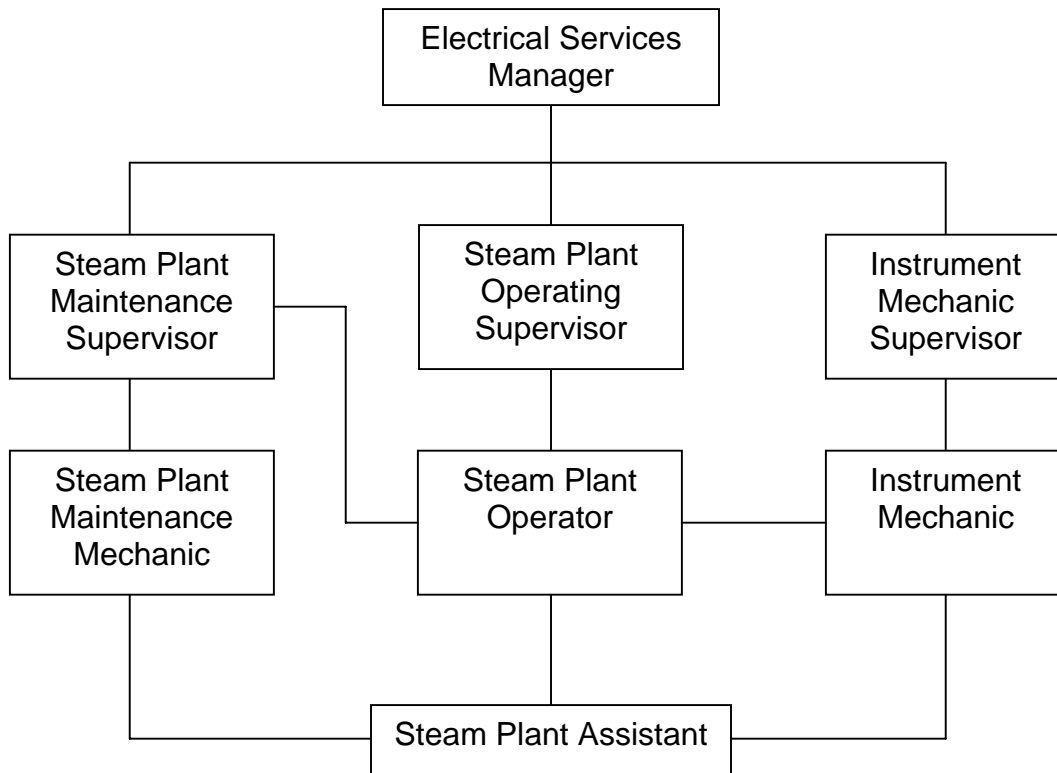 Electrical Services
Manager
Steam Plant
Maintenance
Supervisor
Steam Plant
Operating
Supervisor
Instrument
Mechanic
Supervisor
Steam Plant
Maintenance
Mechanic
Steam Plant
Operator
Instrument
Mechanic
Steam Plant Assistant